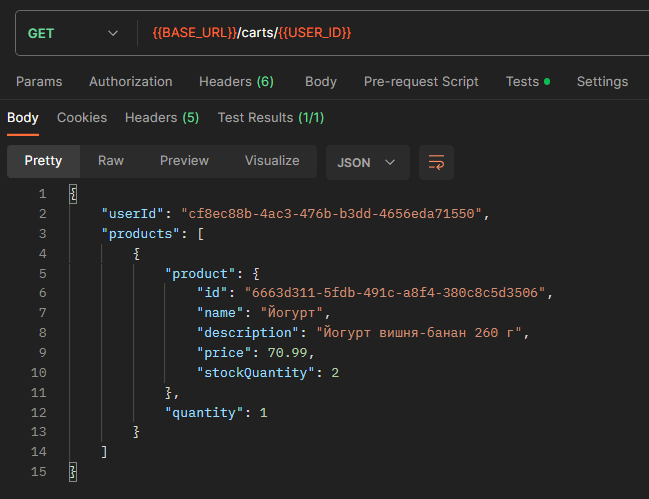 GET {{BASE_URL}}/carts/{{USER_ID}}
Params Authorization Headers (6) Body Pre-request Script Tests Settings
Body Cookies Headers (5) Test Results (1/1)
Pretty Raw Preview Visualize JSON
1 {
2 "userId": "cf8ec88b-4ac3-476b-b3dd-4656eda71550",
3 "products": [
4 {
5 "product": {
6 "id": "6663d311-5fdb-491c-a8f4-380c8c5d3506",
7 "name": "Йогурт",
8 "description": "Йогурт вишня-банан 260 г",
9 "price": 70.99,
10 "stockQuantity": 2
11 },
12 "quantity": 1
13 }
14 ]
15 }